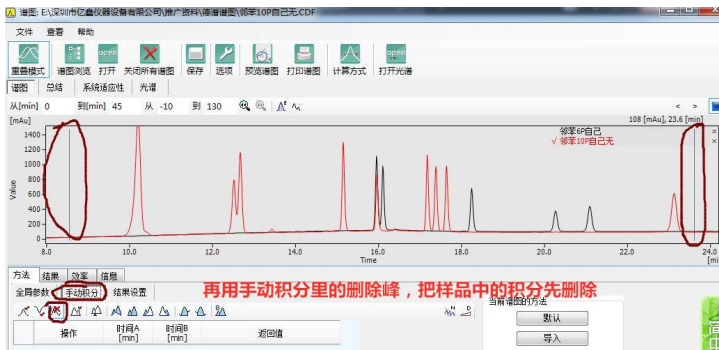 谱图: E:\深圳市亿鑫仪器设备有限公司\推广资料\德谱谱图\邻苯10P自己无.CDF
文件 查看 帮助
open open
重叠模式 谱图浏览 打开 关闭所有谱图 保存 选项 预览谱图 打印谱图 计算方式 打开光谱
谱图 总结 系统适应性 光谱
从[min] 0 到[min] 45 从 -10 到 130
[mAu] 108 [mAu], 23.6 [min]
邻苯6P自己
√ 邻苯10P自己无
1400
1200
1000
800
600
400
200
0
Value
8.0 10.0 12.0 14.0 16.0 18.0 20.0 22.0 24.0
Time
方法 结果 效率 信息
全局参数 手动积分 结果设置
再用手动积分里的删除峰，把样品中的积分先删除
当前谱图的方法
默认
导入
操作 时间A [min] 时间B [min] 返回值